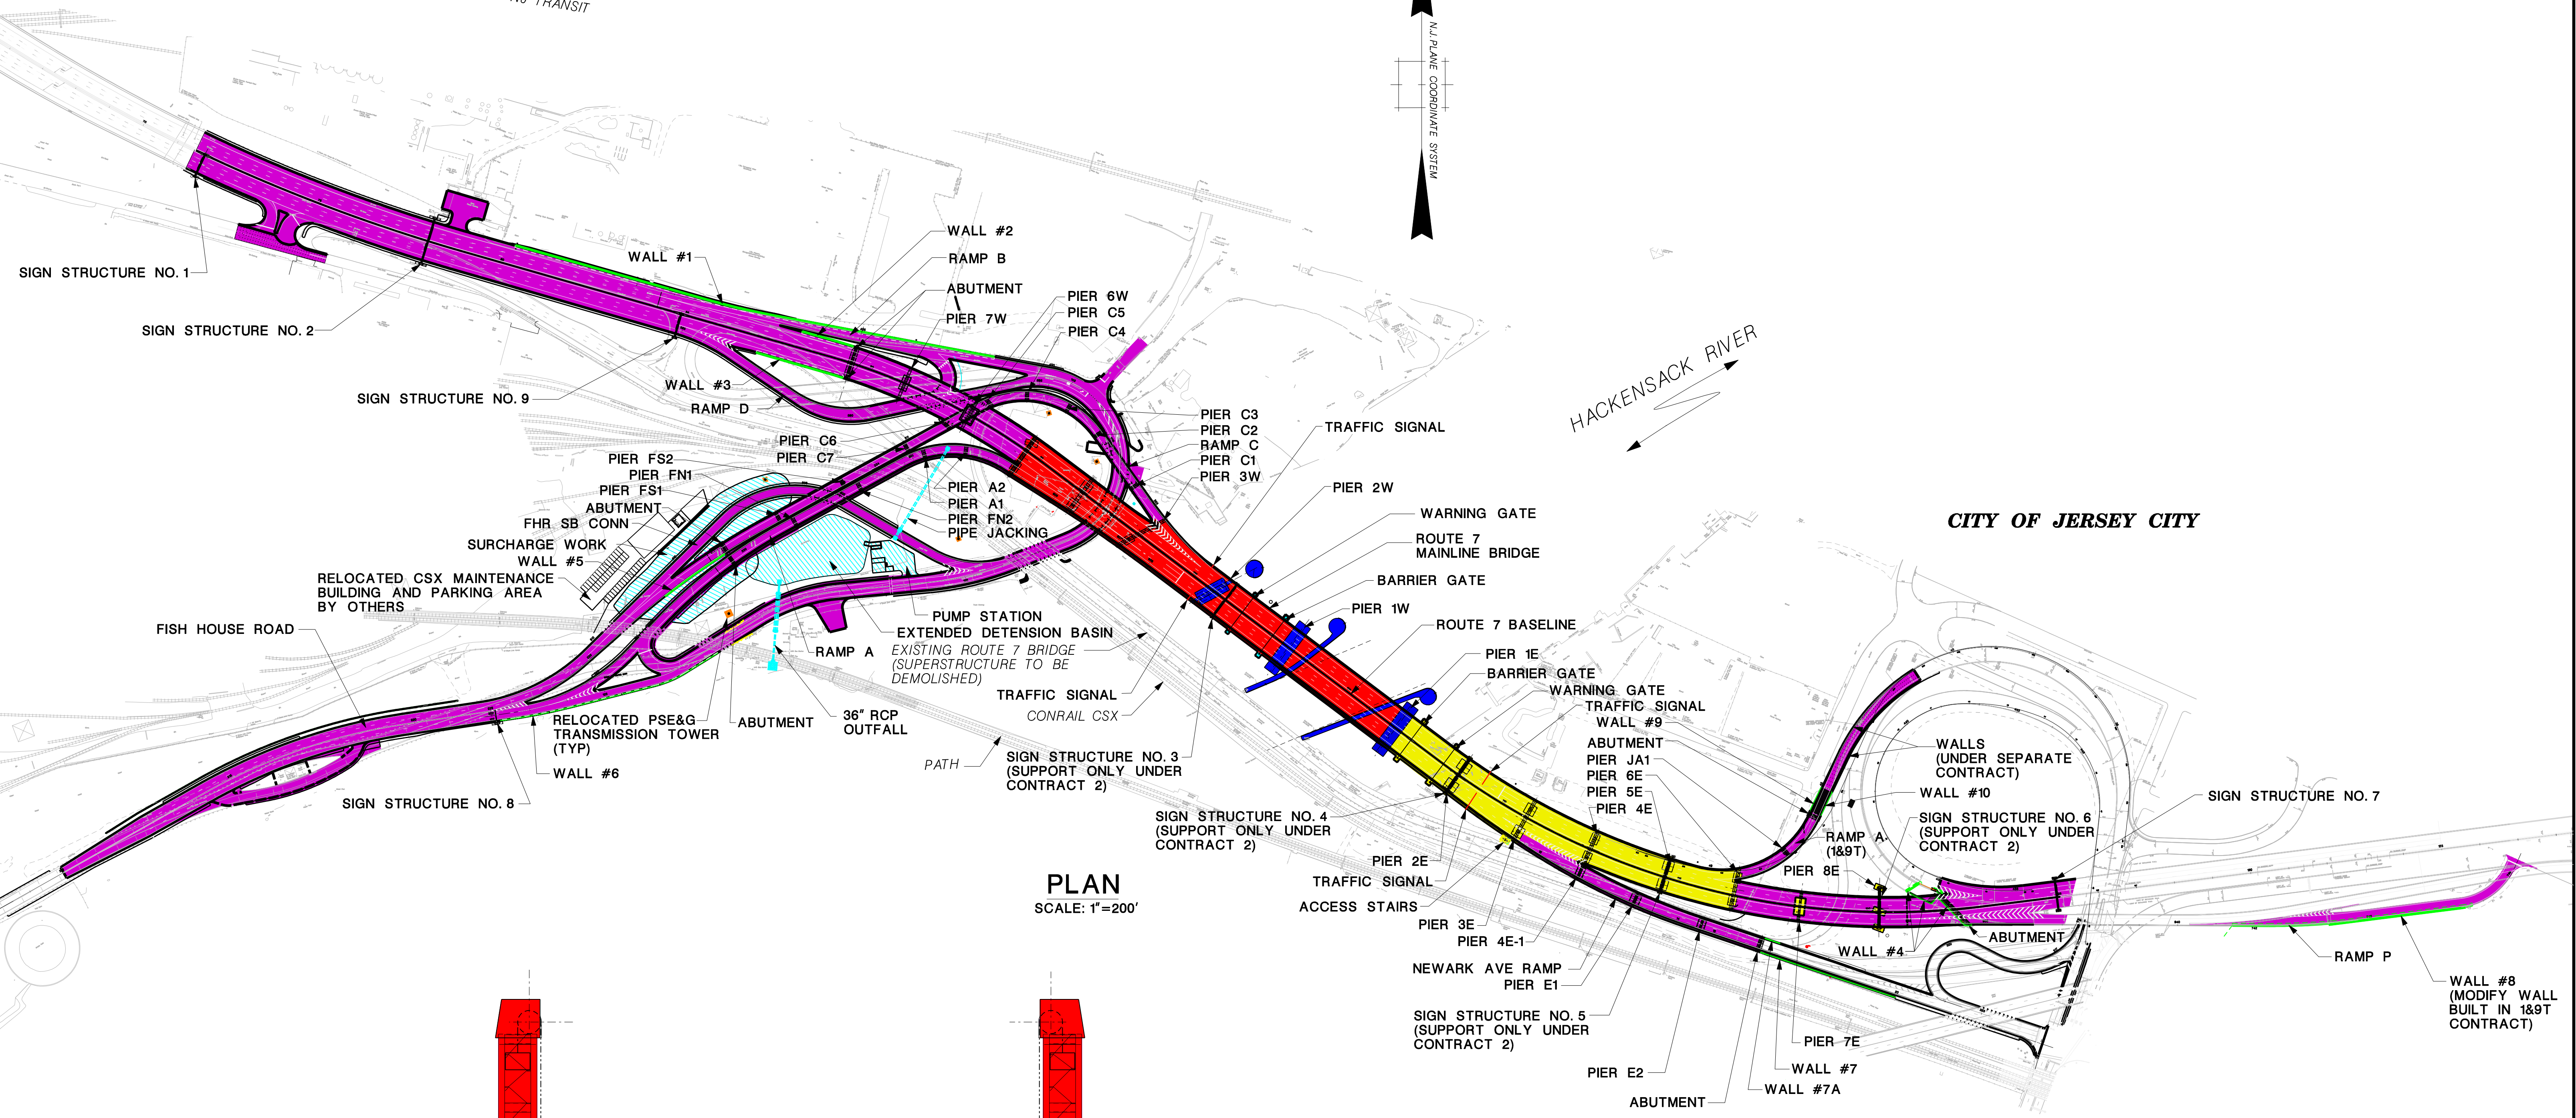 NJ TRANSIT
N.J. PLANE COORDINATE SYSTEM
WALL #2
RAMP B
WALL #1
ABUTMENT
PIER 7W
PIER 6W
PIER C5
PIER C4
SIGN STRUCTURE NO. 1
SIGN STRUCTURE NO. 2
SIGN STRUCTURE NO. 9
WALL #3
RAMP D
HACKENSACK RIVER
PIER C3
PIER C2
RAMP C
PIER C1
PIER 3W
TRAFFIC SIGNAL
PIER 2W
WARNING GATE
ROUTE 7
MAINLINE BRIDGE
BARRIER GATE
PIER 1W
ROUTE 7 BASELINE
CITY OF JERSEY CITY
PIER C6
PIER C7
PIER FS2
PIER FN1
PIER FS1
ABUTMENT
FHR SB CONN
SURCHARGE WORK
WALL #5
RELOCATED CSX MAINTENANCE
BUILDING AND PARKING AREA
BY OTHERS
PIER A2
PIER A1
PIER FN2
PIPE JACKING
FISH HOUSE ROAD
PUMP STATION
EXTENDED DETENSION BASIN
EXISTING ROUTE 7 BRIDGE
(SUPERSTRUCTURE TO BE
DEMOLISHED)
RAMP A
TRAFFIC SIGNAL
CONRAIL CSX
RELOCATED PSE&G
TRANSMISSION TOWER
(TYP)
ABUTMENT
36" RCP
OUTFALL
WALL #6
SIGN STRUCTURE NO. 8
PATH
SIGN STRUCTURE NO. 3
(SUPPORT ONLY UNDER
CONTRACT 2)
PIER 1E
BARRIER GATE
WARNING GATE
TRAFFIC SIGNAL
WALL #9
ABUTMENT
PIER JA1
PIER 6E
PIER 5E
PIER 4E
WALLS
(UNDER SEPARATE
CONTRACT)
WALL #10
SIGN STRUCTURE NO. 7
SIGN STRUCTURE NO. 6
(SUPPORT ONLY UNDER
CONTRACT 2)
RAMP A
(1&9T)
PIER 8E
SIGN STRUCTURE NO. 4
(SUPPORT ONLY UNDER
CONTRACT 2)
PIER 2E
TRAFFIC SIGNAL
ACCESS STAIRS
PIER 3E
PIER 4E-1
NEWARK AVE RAMP
PIER E1
SIGN STRUCTURE NO. 5
(SUPPORT ONLY UNDER
CONTRACT 2)
PIER E2
ABUTMENT
WALL #4
ABUTMENT
PIER 7E
WALL #7
WALL #7A
RAMP P
WALL #8
(MODIFY WALL
BUILT IN 1&9T
CONTRACT)
PLAN
SCALE: 1"=200'